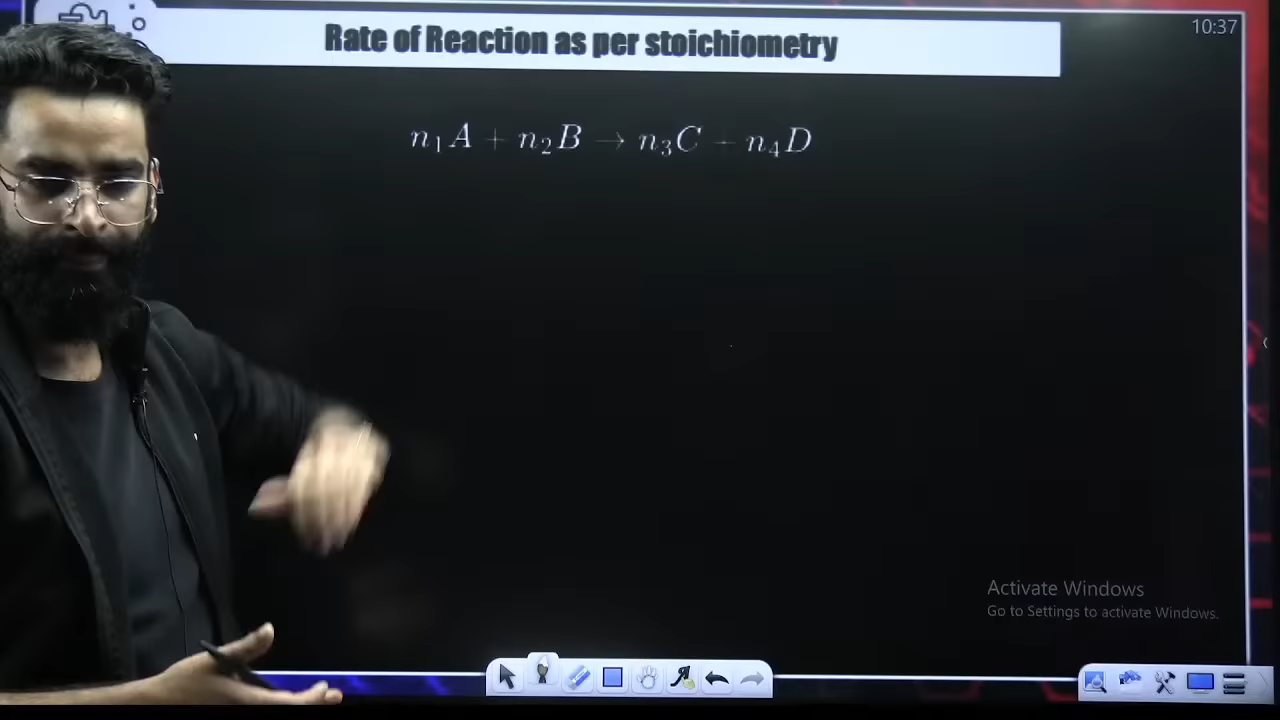 10:37
Rate of Reaction as per stoichiometry
n₁A + n₂B → n₃C + n₄D
Activate Windows
Go to Settings to activate Windows.